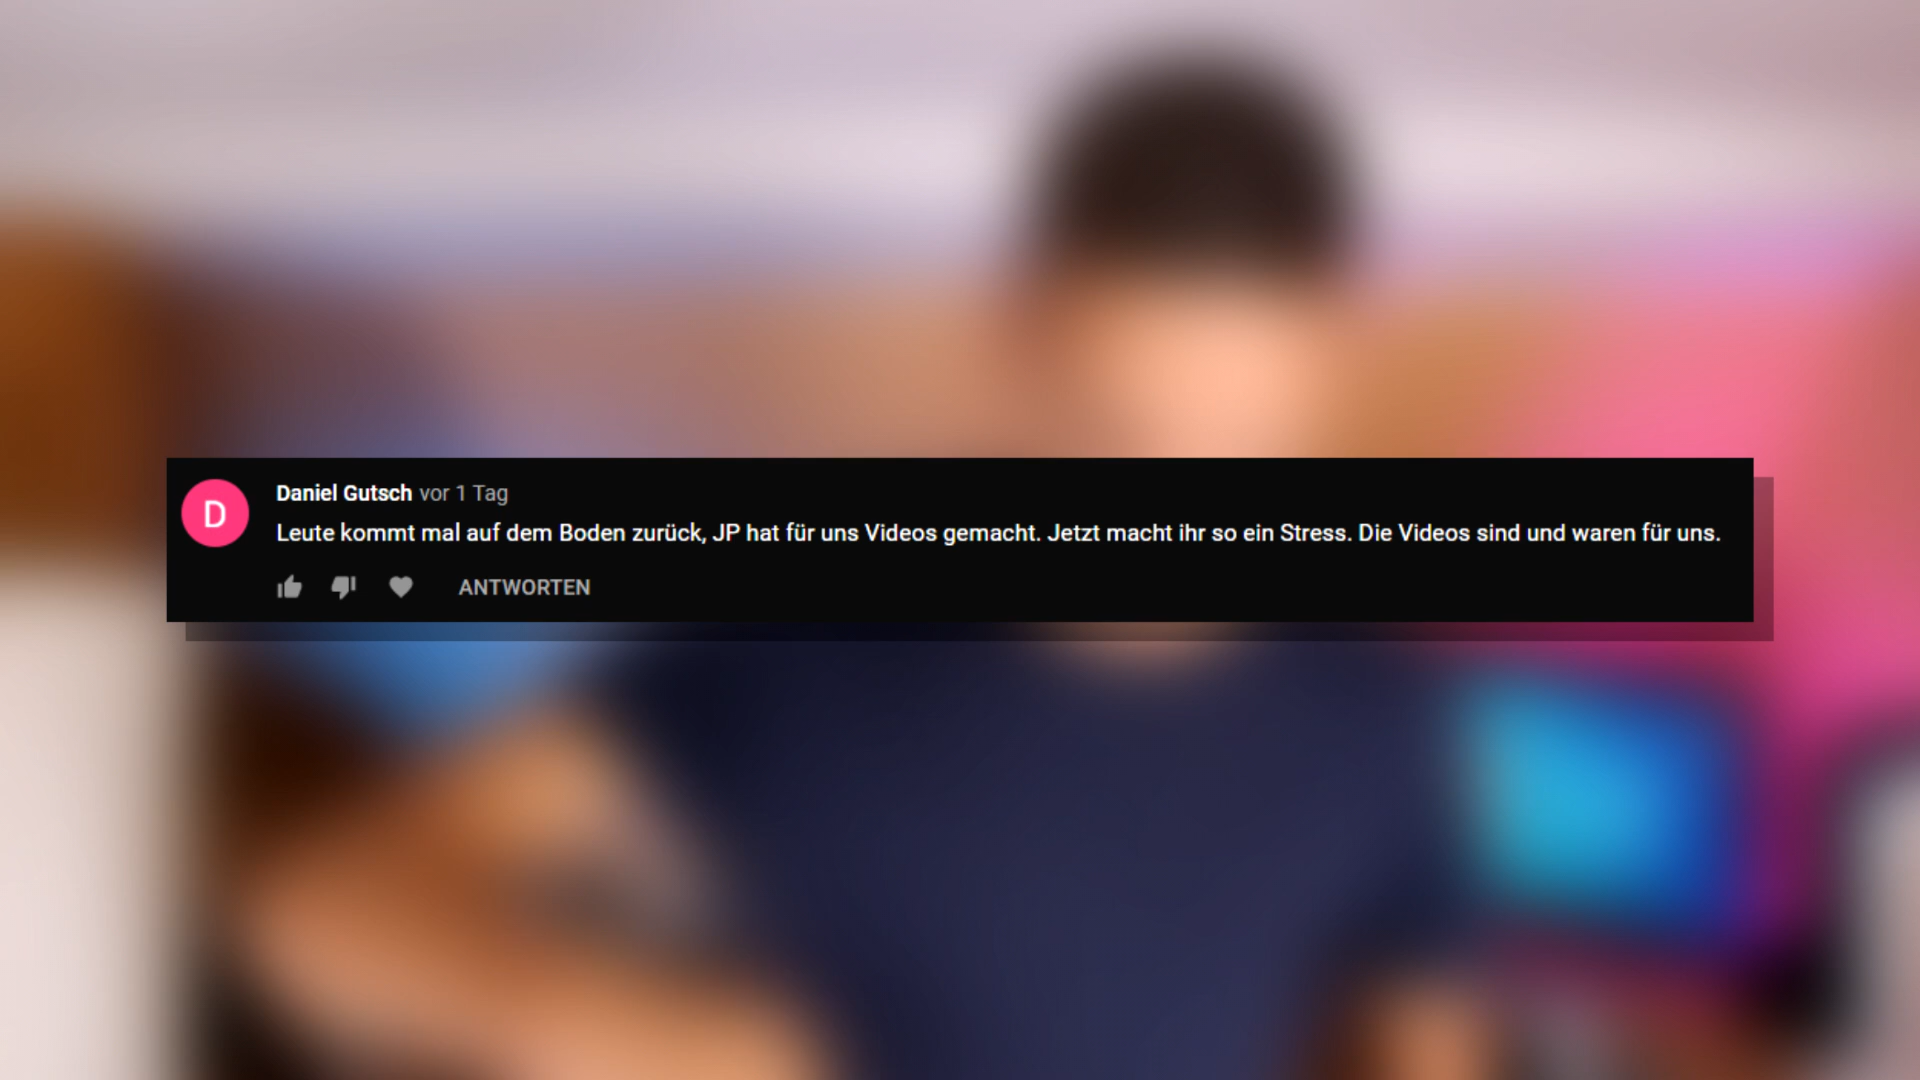 D
Daniel Gutsch vor 1 Tag
Leute kommt mal auf dem Boden zurück, JP hat für uns Videos gemacht. Jetzt macht ihr so ein Stress. Die Videos sind und waren für uns.
ANTWORTEN